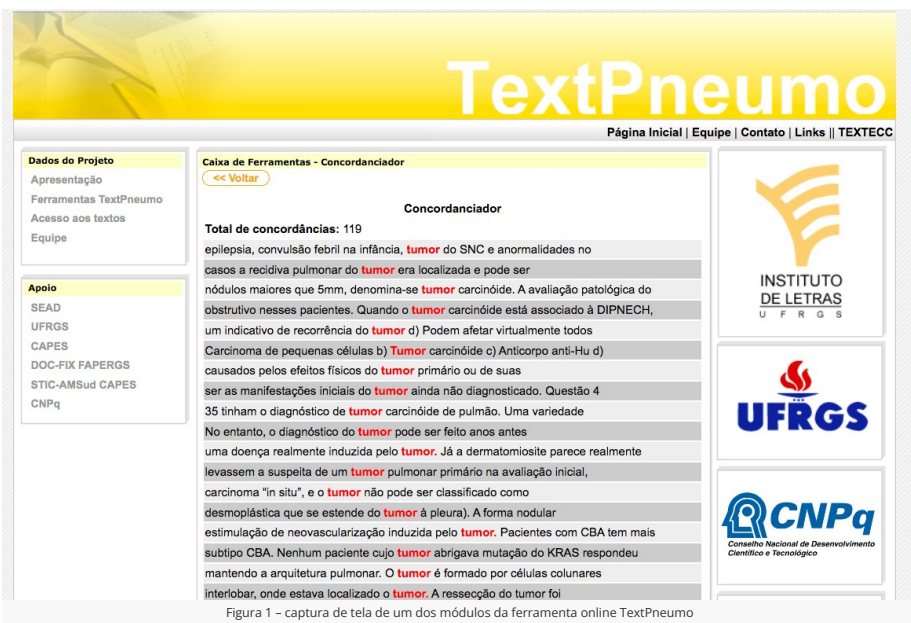 TextPneumo
Página Inicial | Equipe | Contato | Links || TEXTECC
Dados do Projeto
Apresentação
Ferramentas TextPneumo
Acesso aos textos
Equipe
Apoio
SEAD
UFRGS
CAPES
DOC-FIX FAPERGS
STIC-AMSud CAPES
CNPq
Caixa de Ferramentas - Concordanciador
<< Voltar
Concordanciador
Total de concordâncias: 119
epilepsia, convulsão febril na infância, tumor do SNC e anormalidades no
casos a recidiva pulmonar do tumor era localizada e pode ser
nódulos maiores que 5mm, denomina-se tumor carcinóide. A avaliação patológica do
obstrutivo nesses pacientes. Quando o tumor carcinóide está associado à DIPNECH,
um indicativo de recorrência do tumor d) Podem afetar virtualmente todos
Carcinoma de pequenas células b) Tumor carcinóide c) Anticorpo anti-Hu d)
causados pelos efeitos físicos do tumor primário ou de suas
ser as manifestações iniciais do tumor ainda não diagnosticado. Questão 4
35 tinham o diagnóstico de tumor carcinóide de pulmão. Uma variedade
No entanto, o diagnóstico do tumor pode ser feito anos antes
uma doença realmente induzida pelo tumor. Já a dermatomiosite parece realmente
levassem a suspeita de um tumor pulmonar primário na avaliação inicial,
carcinoma “in situ”, e o tumor não pode ser classificado como
desmoplástica que se estende do tumor à pleura). A forma nodular
estimulação de neovascularização induzida pelo tumor. Pacientes com CBA tem mais
subtipo CBA. Nenhum paciente cujo tumor abrigava mutação do KRAS respondeu
mantendo a arquitetura pulmonar. O tumor é formado por células colunares
interlobar, onde estava localizado o tumor. A ressecção do tumor foi
INSTITUTO
DE LETRAS
U F R G S
UFRGS
CNPq
Conselho Nacional de Desenvolvimento
Científico e Tecnológico
Figura 1 – captura de tela de um dos módulos da ferramenta online TextPneumo